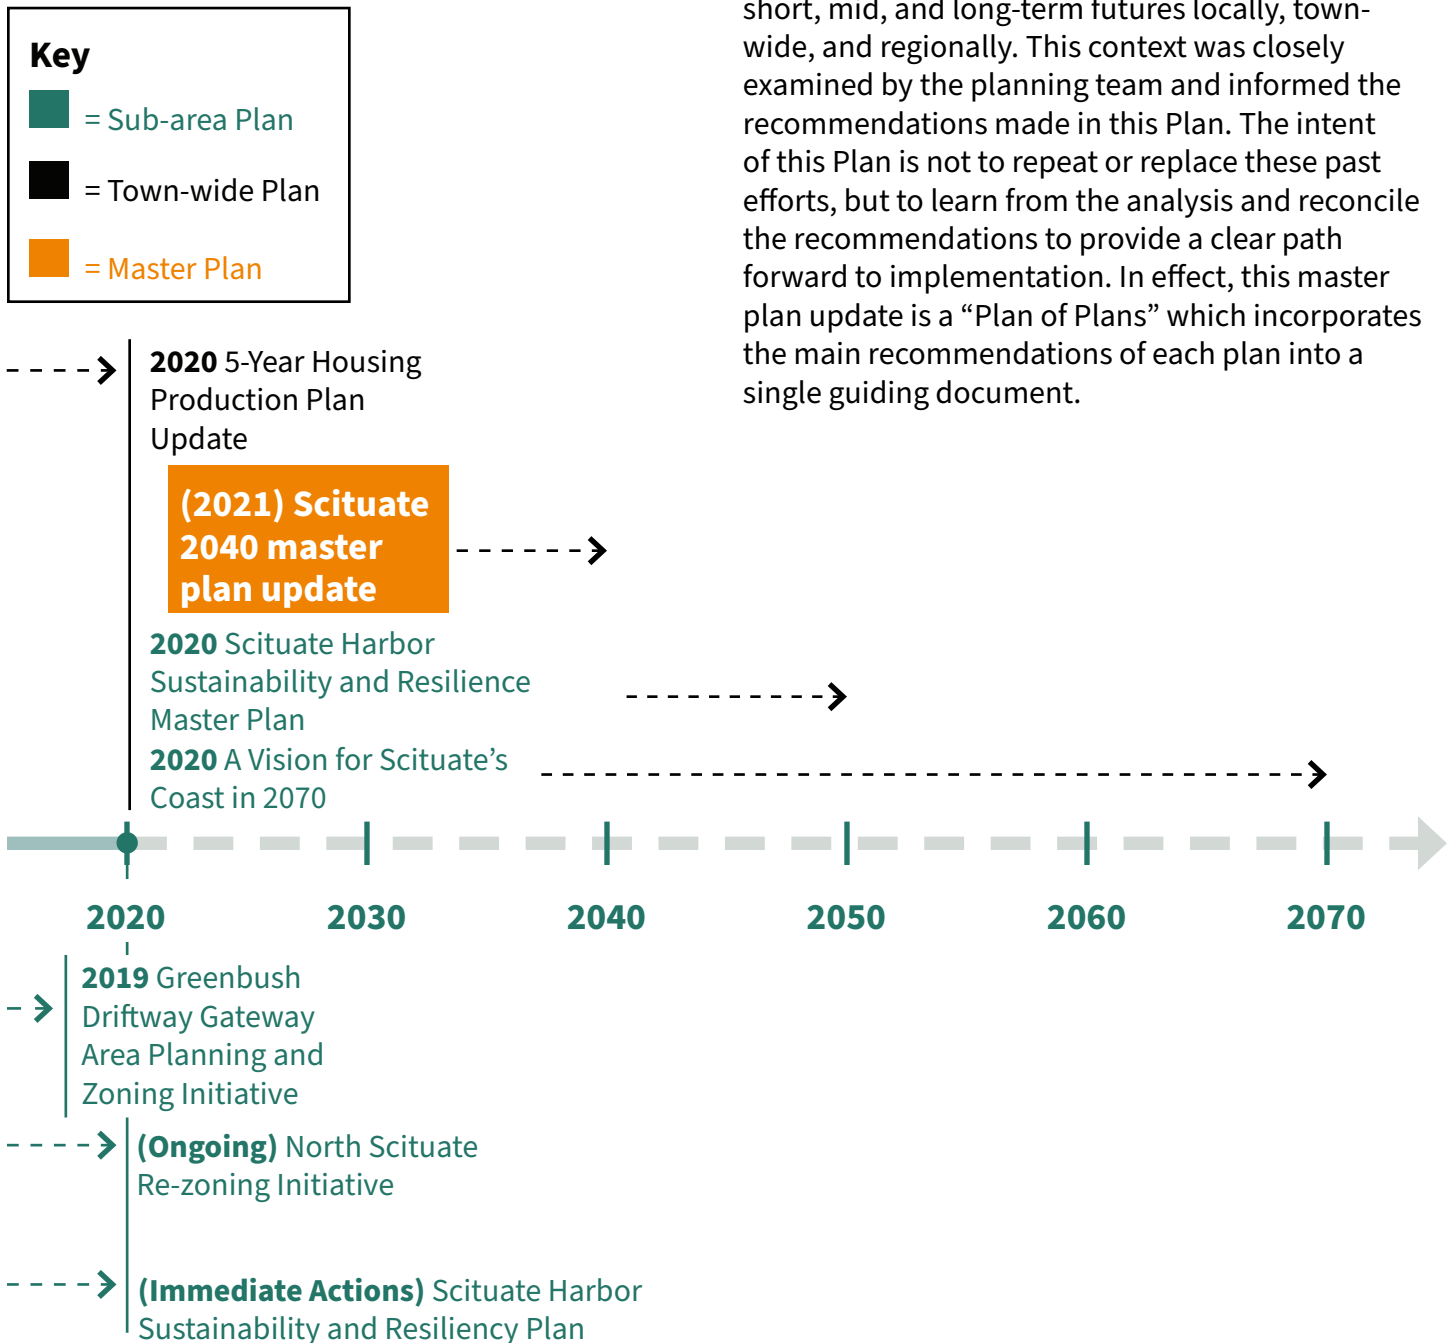 Key
= Sub-area Plan
= Town-wide Plan
= Master Plan
short, mid, and long-term futures locally, town-
wide, and regionally. This context was closely
examined by the planning team and informed the
recommendations made in this Plan. The intent
of this Plan is not to repeat or replace these past
efforts, but to learn from the analysis and reconcile
the recommendations to provide a clear path
forward to implementation. In effect, this master
plan update is a “Plan of Plans” which incorporates
the main recommendations of each plan into a
single guiding document.
2020 5-Year Housing
Production Plan
Update
(2021) Scituate
2040 master
plan update
2020 Scituate Harbor
Sustainability and Resilience
Master Plan
2020 A Vision for Scituate’s
Coast in 2070
2020 2030 2040 2050 2060 2070
2019 Greenbush
Driftway Gateway
Area Planning and
Zoning Initiative
(Ongoing) North Scituate
Re-zoning Initiative
(Immediate Actions) Scituate Harbor
Sustainability and Resiliency Plan